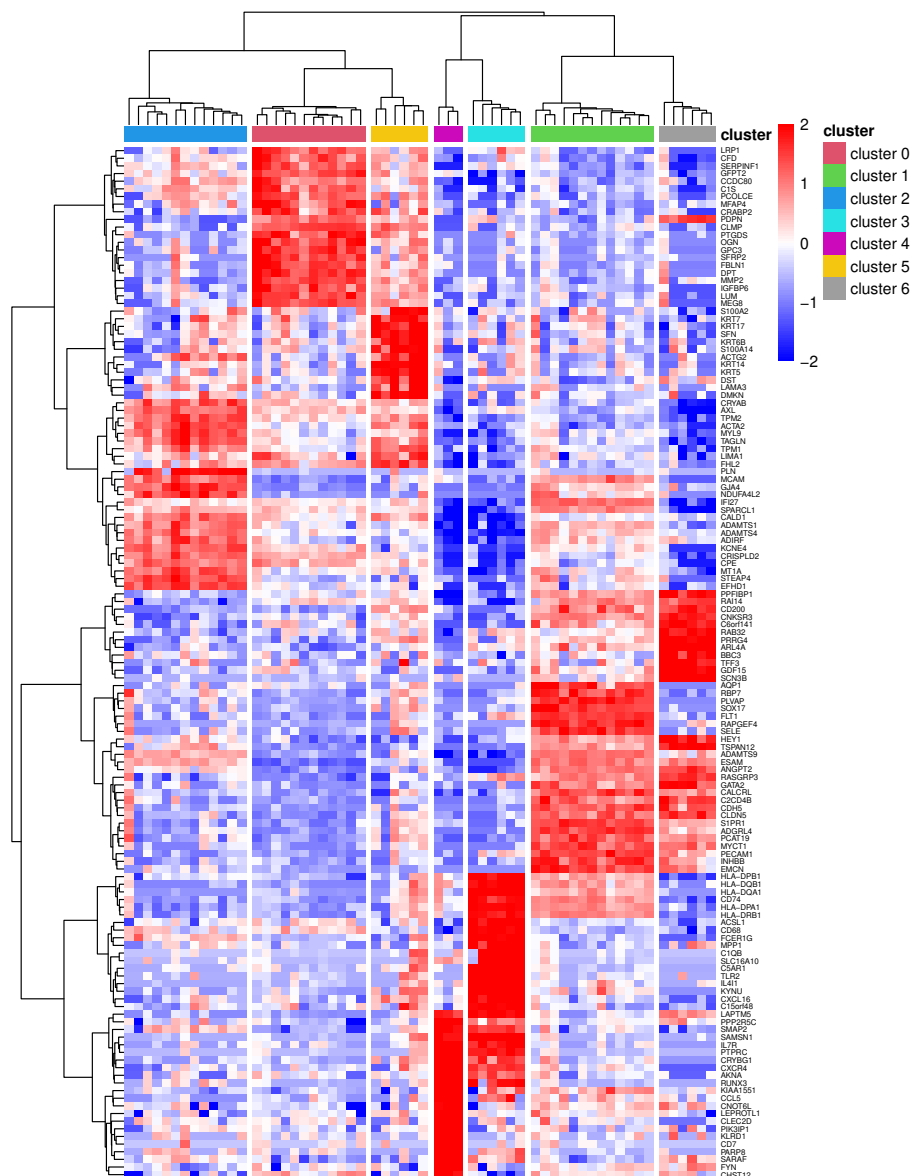 cluster
2
1
0
−1
−2
cluster
cluster 0
cluster 1
cluster 2
cluster 3
cluster 4
cluster 5
cluster 6
LRP1
CFD
SERPINF1
GFPT2
CCDC80
C1S
PCOLCE
MFAP4
CRABP2
PDPN
CLMP
PTGDS
OGN
GPC3
SFRP2
FBLN1
DPT
MMP2
IGFBP6
LUM
MEG8
S100A2
KRT7
KRT17
SFN
KRT6B
S100A14
ACTG2
KRT14
KRT5
DST
LAMA3
DMKN
CRYAB
AXL
TPM2
ACTA2
MYL9
TAGLN
TPM1
LIMA1
FHL2
PLN
MCAM
GJA4
NDUFA4L2
IFI27
SPARCL1
CALD1
ADAMTS1
ADAMTS4
ADIRF
KCNE4
CRISPLD2
CPE
MT1A
STEAP4
EFHD1
PPFIBP1
RAI14
CD200
CNKSR3
C6orf141
RAB32
PRRG4
ARL4A
BBC3
TFF3
GDF15
SCN3B
AQP1
RBP7
PLVAP
SOX17
FLT1
RAPGEF4
SELE
HEY1
TSPAN12
ADAMTS9
ESAM
ANGPT2
RASGRP3
GATA2
CALCRL
C2CD4B
CDH5
CLDN5
S1PR1
ADGRL4
PCAT19
MYCT1
PECAM1
INHBB
EMCN
HLA−DPB1
HLA−DQB1
HLA−DQA1
CD74
HLA−DPA1
HLA−DRB1
ACSL1
CD68
FCER1G
MPP1
C1QB
SLC16A10
C5AR1
TLR2
IL4I1
KYNU
CXCL16
C15orf48
LAPTM5
PPP2R5C
SMAP2
SAMSN1
IL7R
PTPRC
CRYBG1
CXCR4
AKNA
RUNX3
KIAA1551
CCL5
CNOT6L
LEPROTL1
CLEC2D
PIK3IP1
KLRD1
CD7
PARP8
SARAF
FYN
CHST12